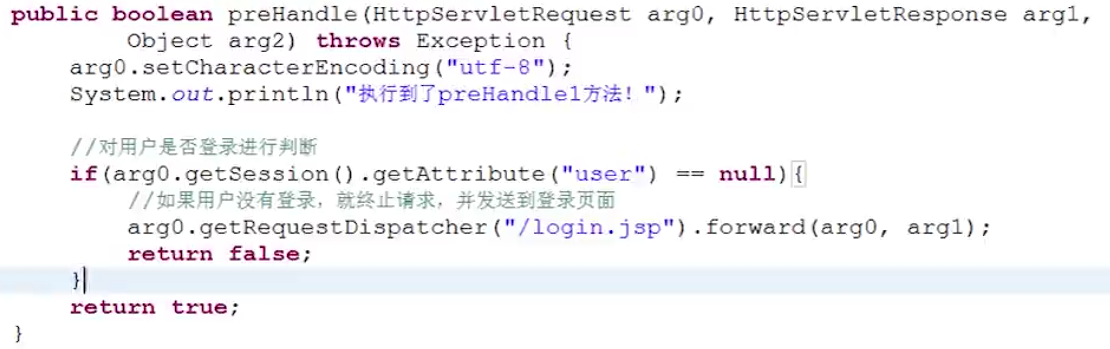 public boolean preHandle(HttpServletRequest arg0, HttpServletResponse arg1,
        Object arg2) throws Exception {
    arg0.setCharacterEncoding("utf-8");
    System.out.println("执行到了preHandle1方法！");

    //对用户是否登录进行判断
    if(arg0.getSession().getAttribute("user") == null){
        //如果用户没有登录，就终止请求，并发送到登录页面
        arg0.getRequestDispatcher("/login.jsp").forward(arg0, arg1);
        return false;
    }
    return true;
}